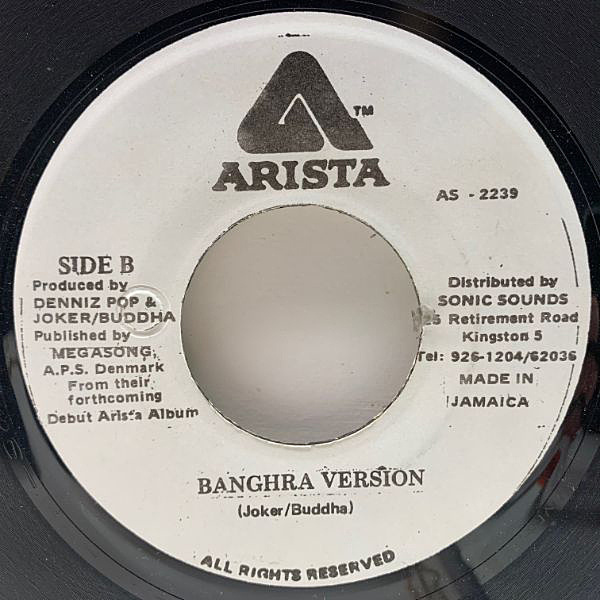 TM
ARISTA
AS - 2239
SIDE B
Produced by
DENNIZ POP &
JOKER/BUDDHA
Published by
MEGASONG,
A.P.S. Denmark
From their
forthcoming
Debut Arista Album
Distributed by
SONIC SOUNDS
Retirement Road
Kingston 5
Tel: 926-1204/62036
MADE IN
JAMAICA
BANGHRA VERSION
(Joker/Buddha)
ALL RIGHTS RESERVED